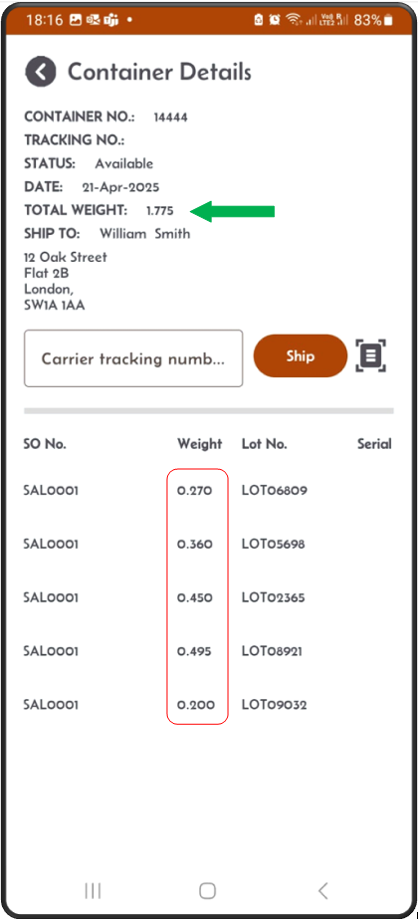 18:16 83%
Container Details
CONTAINER NO.: 14444
TRACKING NO.:
STATUS: Available
DATE: 21-Apr-2025
TOTAL WEIGHT: 1.775
SHIP TO: William Smith
12 Oak Street
Flat 2B
London,
SW1A 1AA
Carrier tracking numb... Ship
SO No. Weight Lot No. Serial
SAL0001 0.270 LOT06809
SAL0001 0.360 LOT05698
SAL0001 0.450 LOT02365
SAL0001 0.495 LOT08921
SAL0001 0.200 LOT09032